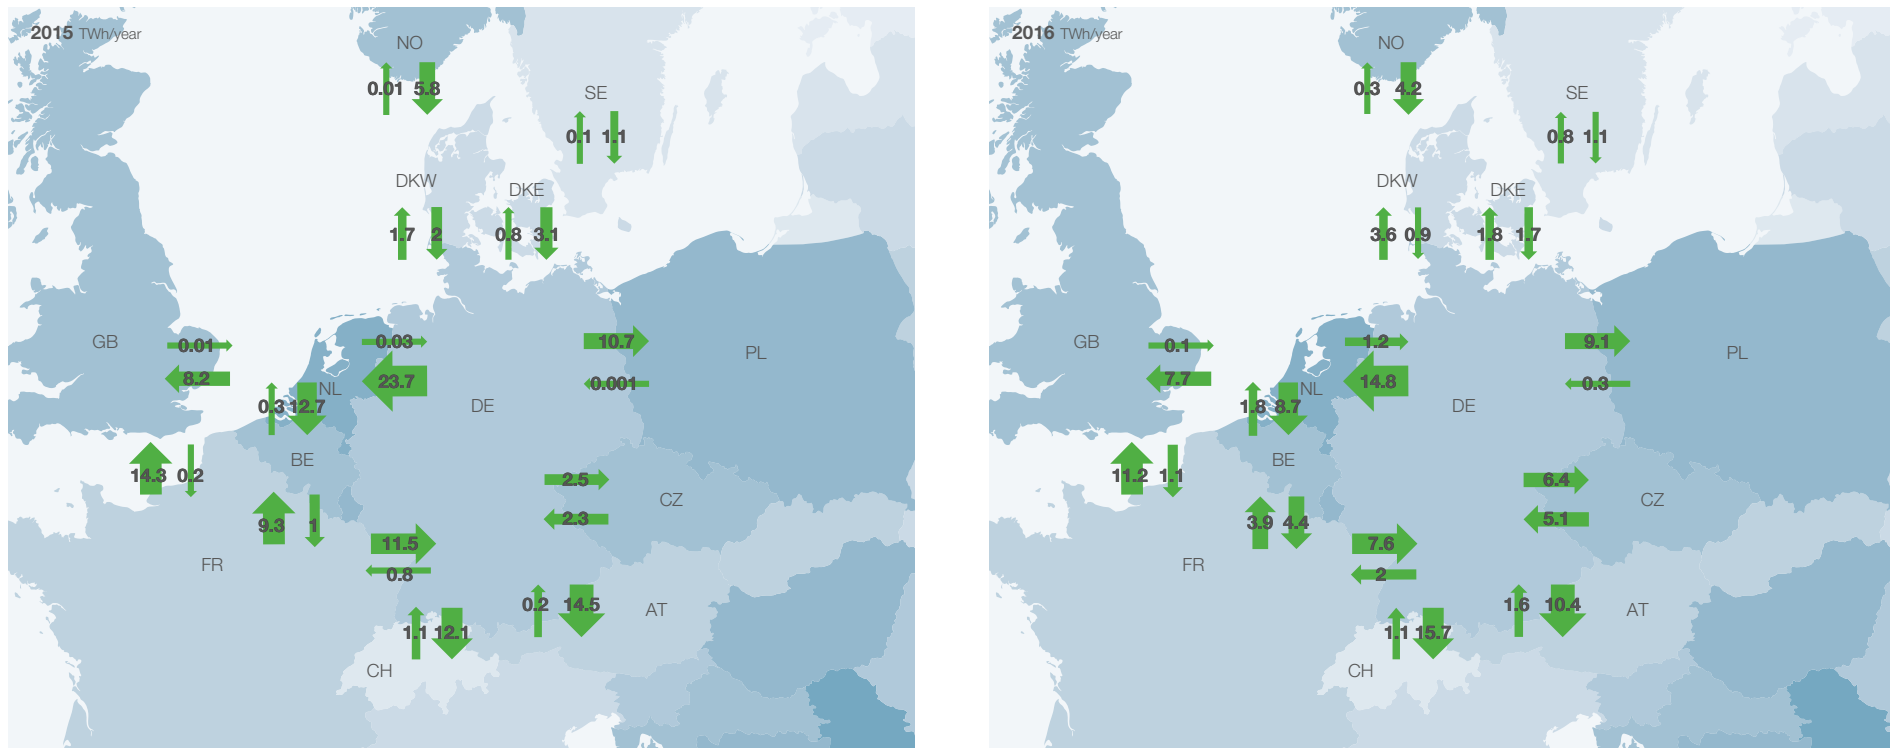 2015 TWh/year
NO
0.01 5.8
SE
0.1 1.1
DKW
DKE
1.7 2
0.8 3.1
GB
0.01
8.2
0.03
23.7
10.7
0.001
PL
NL
0.3 12.7
DE
BE
14.3 0.2
2.5
2.3
CZ
9.3 1
FR
11.5
0.8
0.2 14.5
AT
1.1 12.1
CH
2016 TWh/year
NO
0.3 4.2
SE
0.8 1.1
DKW
DKE
3.6 0.9
1.8 1.7
GB
0.1
7.7
1.2
14.8
9.1
0.3
PL
NL
1.8 8.7
DE
BE
11.2 1.1
6.4
5.1
CZ
3.9 4.4
FR
7.6
2
1.6 10.4
AT
1.1 15.7
CH